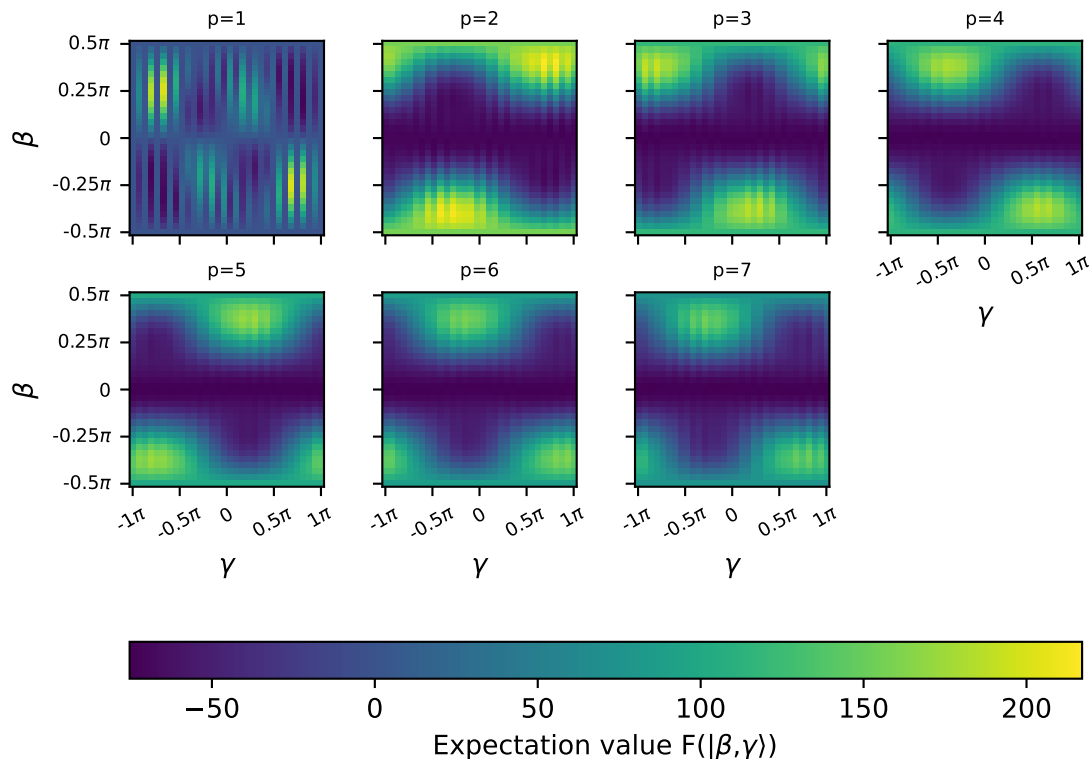 p=1 p=2 p=3 p=4
0.5π
0.25π
0
-0.25π
-0.5π
β
-1π -0.5π 0 0.5π 1π
γ
p=5 p=6 p=7
0.5π
0.25π
0
-0.25π
-0.5π
β
-1π -0.5π 0 0.5π 1π -1π -0.5π 0 0.5π 1π -1π -0.5π 0 0.5π 1π
γ γ γ
−50 0 50 100 150 200
Expectation value F(|β,γ⟩)